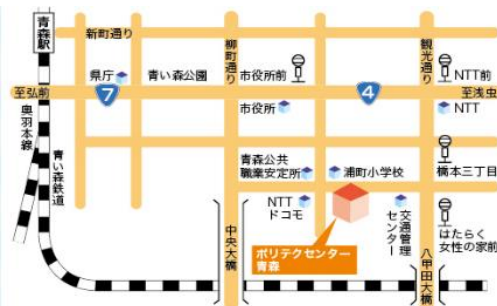 青森駅
新町通り
柳町通り
観光通り
県庁
青い森公園
市役所前
NTT前
至弘前
7
4
至浅虫
市役所
NTT
奥羽本線
青い森鉄道
青森公共
職業安定所
浦町小学校
橋本三丁目
NTT
ドコモ
交通管理
センター
ポリテクセンター
青森
はたらく
女性の家前
中央大橋
八甲田大橋